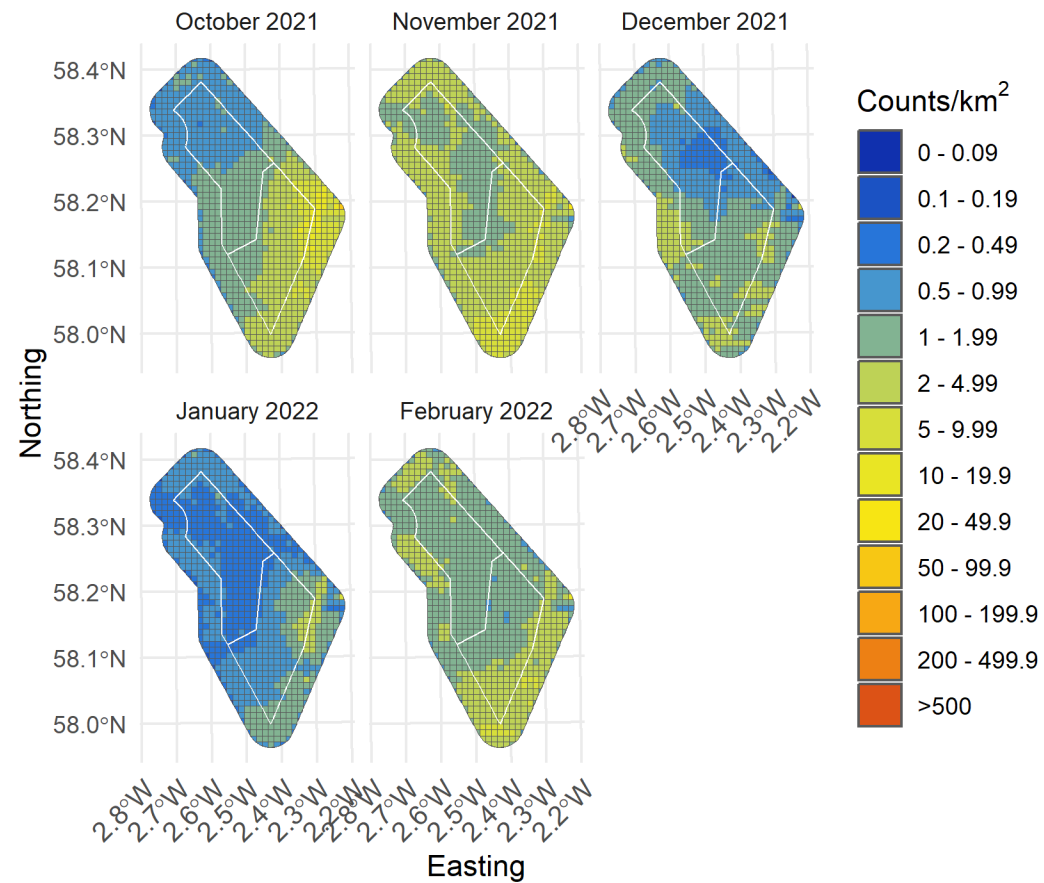 October 2021
November 2021
December 2021
58.4°N
58.3°N
58.2°N
58.1°N
58.0°N
2.8°W
2.7°W
2.6°W
2.5°W
2.4°W
2.3°W
2.2°W
January 2022
February 2022
58.4°N
58.3°N
58.2°N
58.1°N
58.0°N
2.8°W
2.7°W
2.6°W
2.5°W
2.4°W
2.3°W
2.2°W
2.8°W
2.7°W
2.6°W
2.5°W
2.4°W
2.3°W
2.2°W
Northing
Easting
Counts/km²
0 - 0.09
0.1 - 0.19
0.2 - 0.49
0.5 - 0.99
1 - 1.99
2 - 4.99
5 - 9.99
10 - 19.9
20 - 49.9
50 - 99.9
100 - 199.9
200 - 499.9
>500